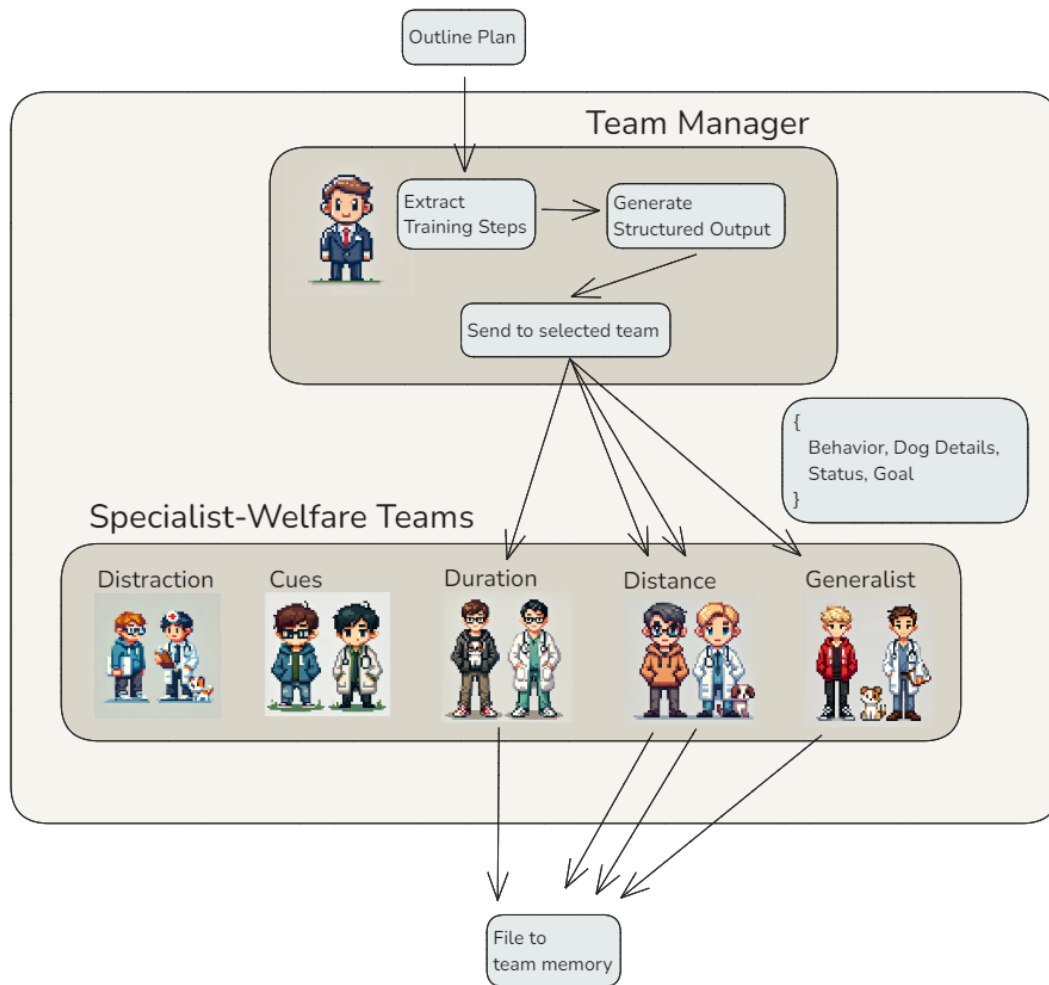 Outline Plan
Team Manager
Extract
Training Steps
Generate
Structured Output
Send to selected team
{
Behavior, Dog Details,
Status, Goal
}
Specialist-Welfare Teams
Distraction
Cues
Duration
Distance
Generalist
File to
team memory